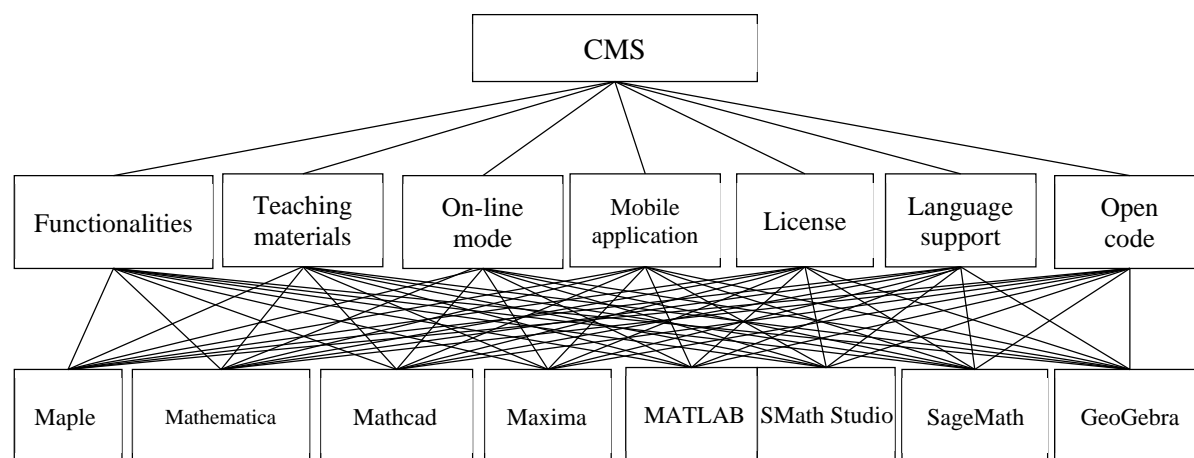 CMS
Functionalities
Teaching
materials
On-line
mode
Mobile
application
License
Language
support
Open
code
Maple
Mathematica
Mathcad
Maxima
MATLAB
SMath Studio
SageMath
GeoGebra